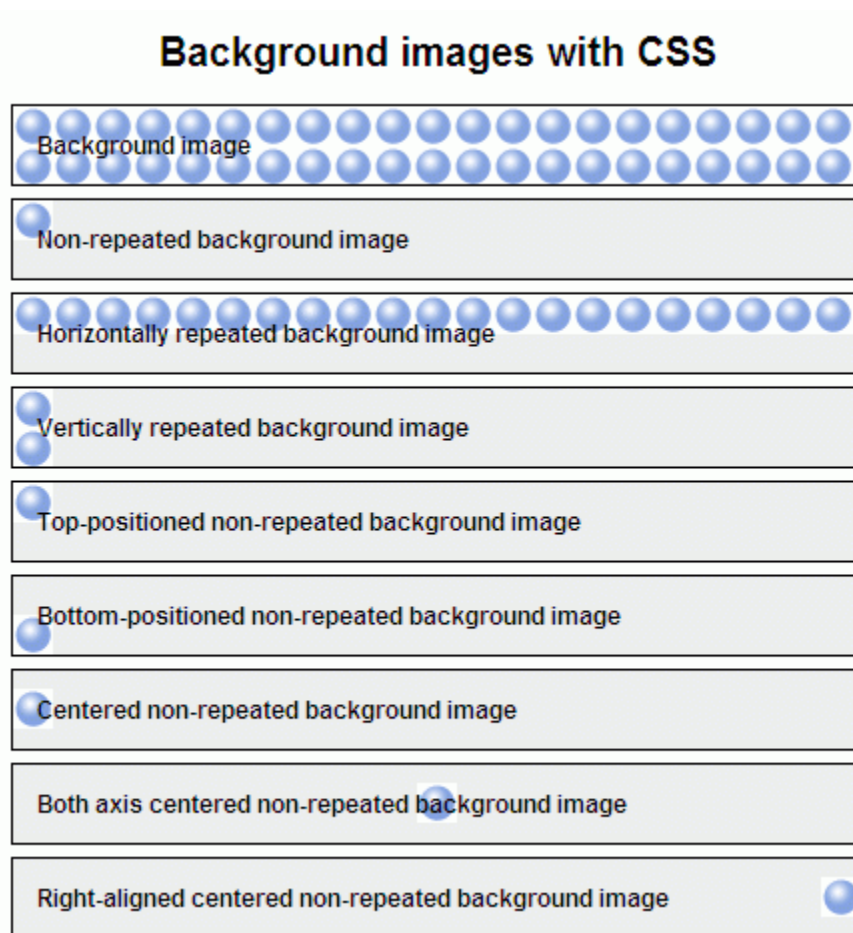 Background images with CSS
Background image
Non-repeated background image
Horizontally repeated background image
Vertically repeated background image
Top-positioned non-repeated background image
Bottom-positioned non-repeated background image
Centered non-repeated background image
Both axis centered non-repeated background image
Right-aligned centered non-repeated background image